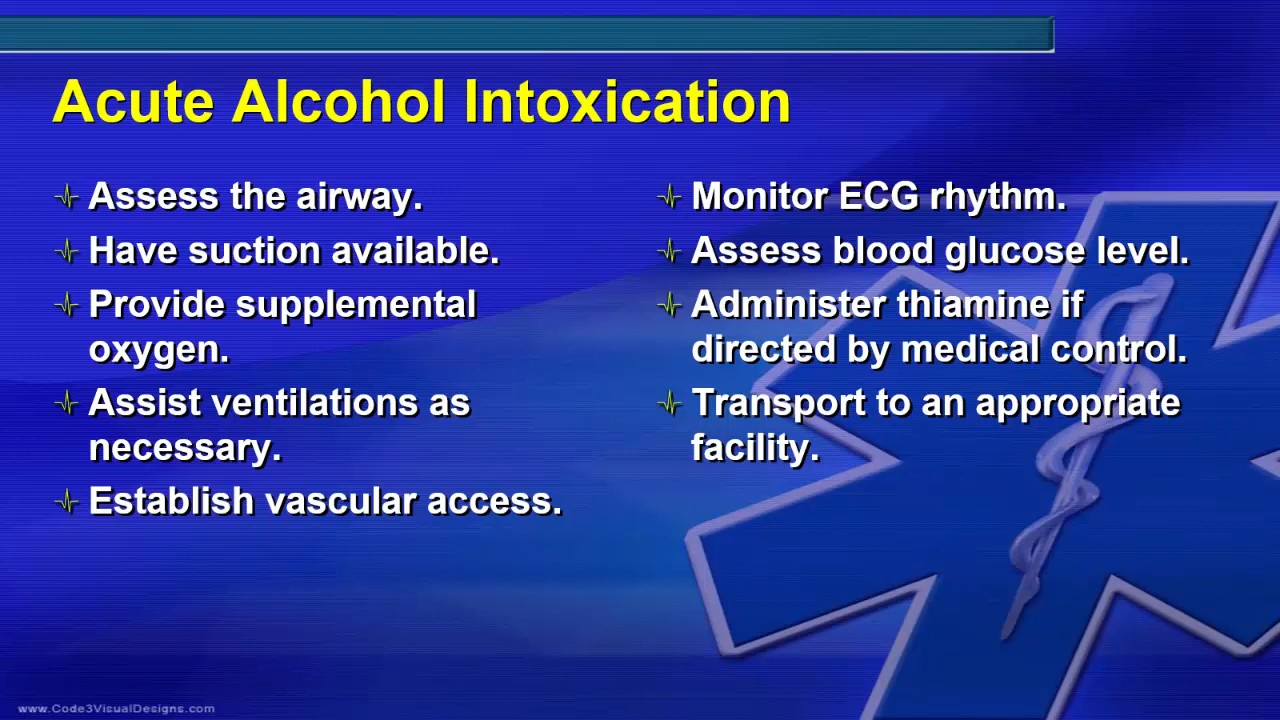 Acute Alcohol Intoxication
Assess the airway.
Have suction available.
Provide supplemental
oxygen.
Assist ventilations as
necessary.
Establish vascular access.
Monitor ECG rhythm.
Assess blood glucose level.
Administer thiamine if
directed by medical control.
Transport to an appropriate
facility.
www.Code3VisualDesigns.com